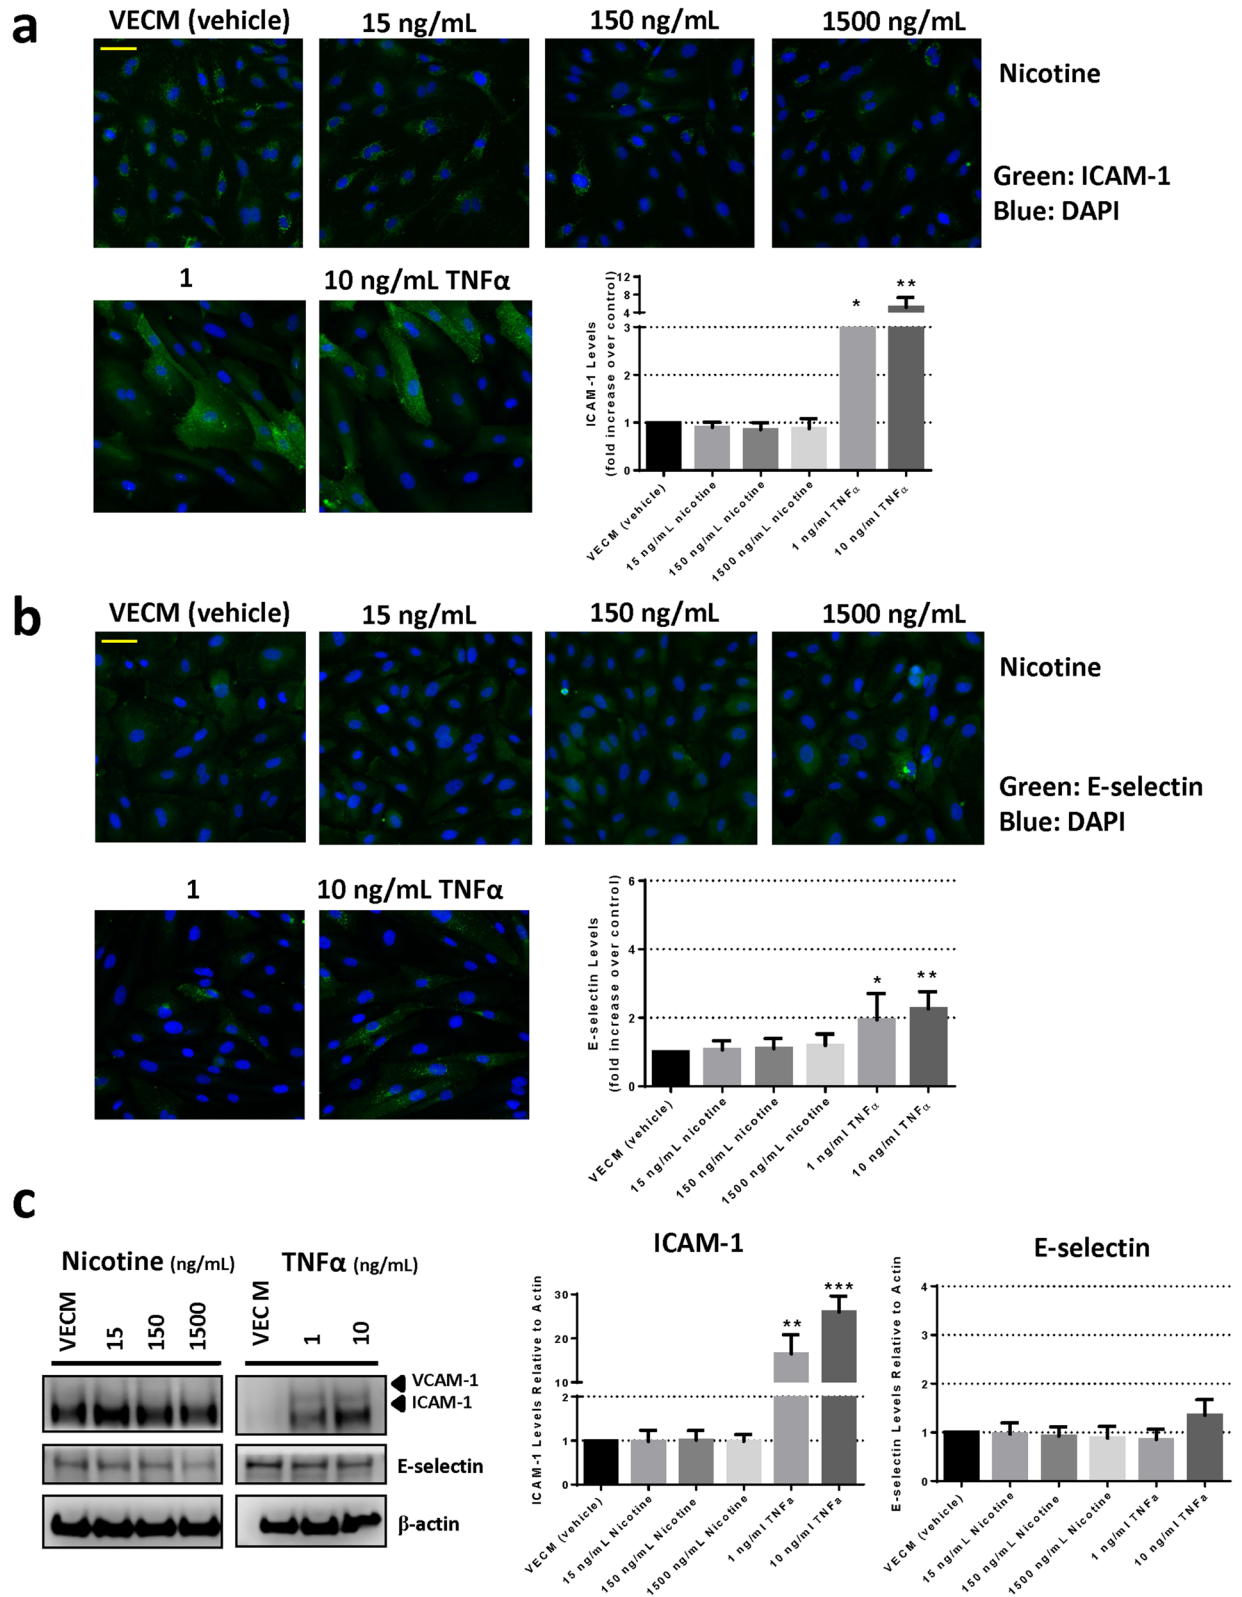 a
VECM (vehicle)
15 ng/mL
150 ng/mL
1500 ng/mL
Nicotine
Green: ICAM-1
Blue: DAPI
1
10 ng/mL TNFα
ICAM-1 Levels
(fold increase over control)
12
8
4
3
2
1
0
*
**
VECM (vehicle)
15 ng/mL nicotine
150 ng/mL nicotine
1500 ng/mL nicotine
1 ng/ml TNFα
10 ng/ml TNFα
b
VECM (vehicle)
15 ng/mL
150 ng/mL
1500 ng/mL
Nicotine
Green: E-selectin
Blue: DAPI
1
10 ng/mL TNFα
E-selectin Levels
(fold increase over control)
6
4
2
0
*
**
VECM (vehicle)
15 ng/mL nicotine
150 ng/mL nicotine
1500 ng/mL nicotine
1 ng/ml TNFα
10 ng/ml TNFα
c
Nicotine (ng/mL)
TNFα (ng/mL)
VECM
15
150
1500
VEC M
1
10
VCAM-1
ICAM-1
E-selectin
β-actin
ICAM-1
ICAM-1 Levels Relative to Actin
30
20
10
2
1
0
**
***
VECM (vehicle)
15 ng/mL Nicotine
150 ng/mL Nicotine
1500 ng/mL Nicotine
1 ng/ml TNFa
10 ng/ml TNFa
E-selectin
E-selectin Levels Relative to Actin
4
3
2
1
0
VECM (vehicle)
15 ng/mL Nicotine
150 ng/mL Nicotine
1500 ng/mL Nicotine
1 ng/ml TNFa
10 ng/ml TNFa